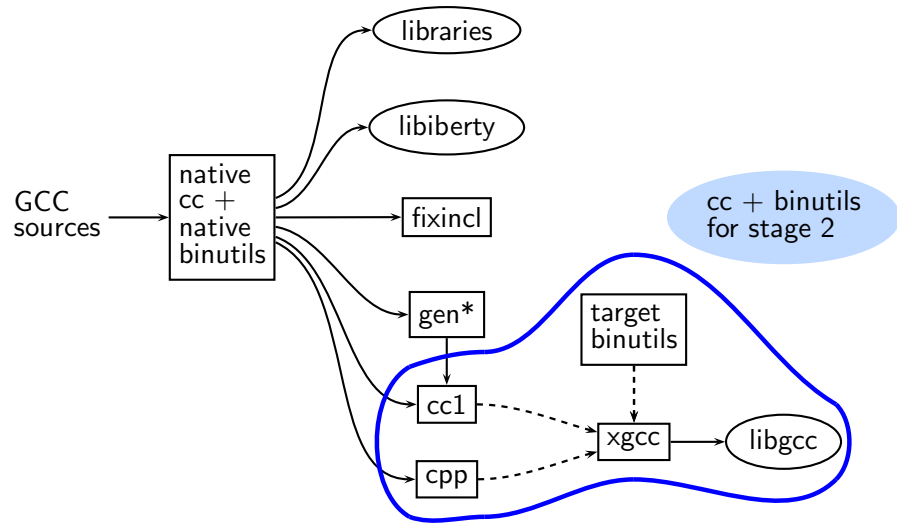 libraries
libiberty
GCC
sources
native
cc +
native
binutils
fixincl
cc + binutils
for stage 2
gen*
target
binutils
cc1
xgcc
libgcc
cpp